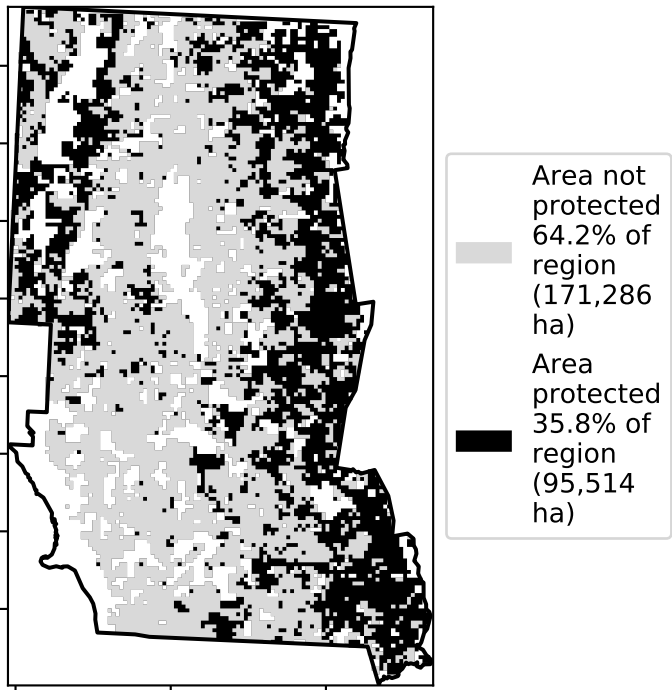 Area not
protected
64.2% of
region
(171,286
ha)
Area
protected
35.8% of
region
(95,514
ha)